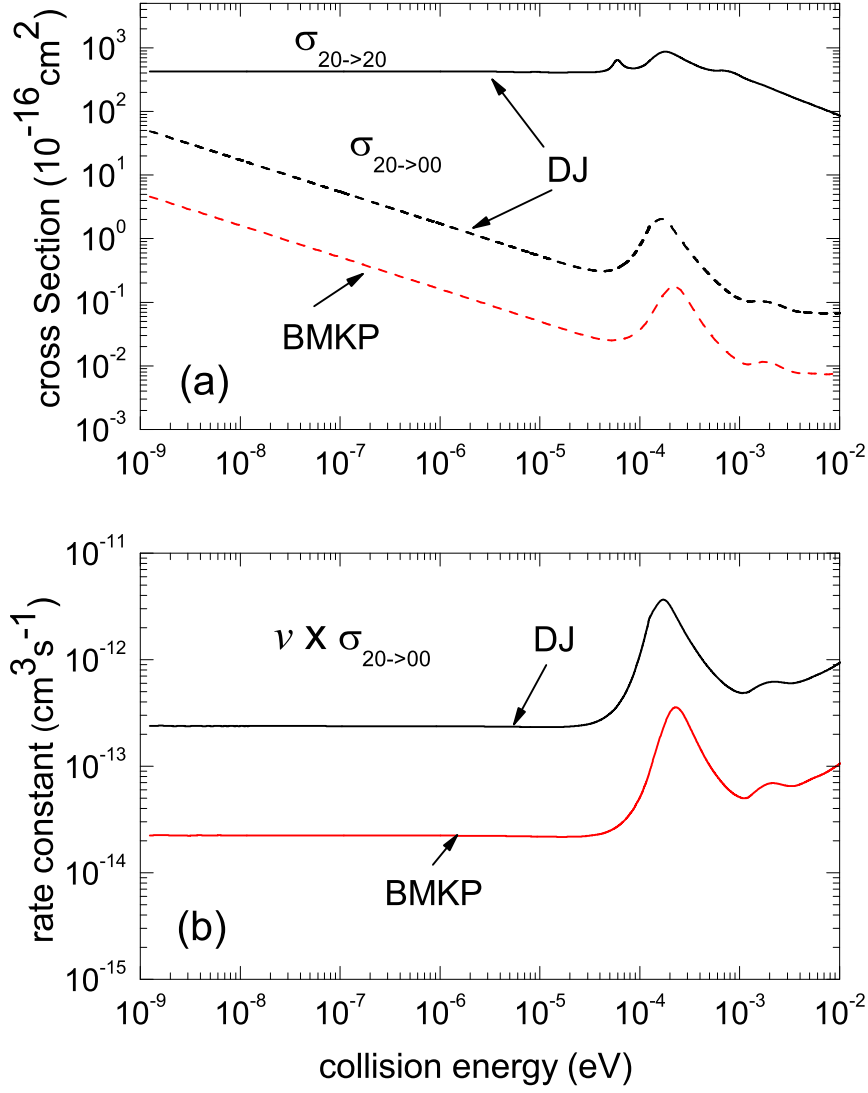 cross Section (10⁻¹⁶cm²)
10³
10²
10¹
10⁰
10⁻¹
10⁻²
10⁻³
σ₂₀₋>₂₀
σ₂₀₋>₀₀
DJ
BMKP
(a)
10⁻⁹ 10⁻⁸ 10⁻⁷ 10⁻⁶ 10⁻⁵ 10⁻⁴ 10⁻³ 10⁻²
rate constant (cm³s⁻¹)
10⁻¹¹
10⁻¹²
10⁻¹³
10⁻¹⁴
10⁻¹⁵
v x σ₂₀₋>₀₀
DJ
BMKP
(b)
10⁻⁹ 10⁻⁸ 10⁻⁷ 10⁻⁶ 10⁻⁵ 10⁻⁴ 10⁻³ 10⁻²
collision energy (eV)